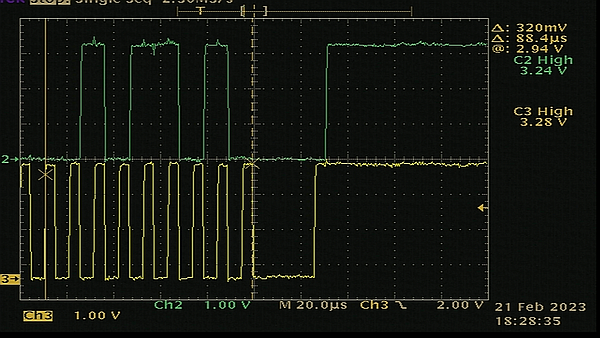 Stop: Single Seq 2.50MS/s
T
Δ: 320mV
Δ: 88.4µs
@: 2.94 V
C2 High
3.24 V
C3 High
3.28 V
2
3
Ch2 1.00 V M 20.0µs Ch3 2.00 V
Ch3 1.00 V
21 Feb 2023
18:28:35